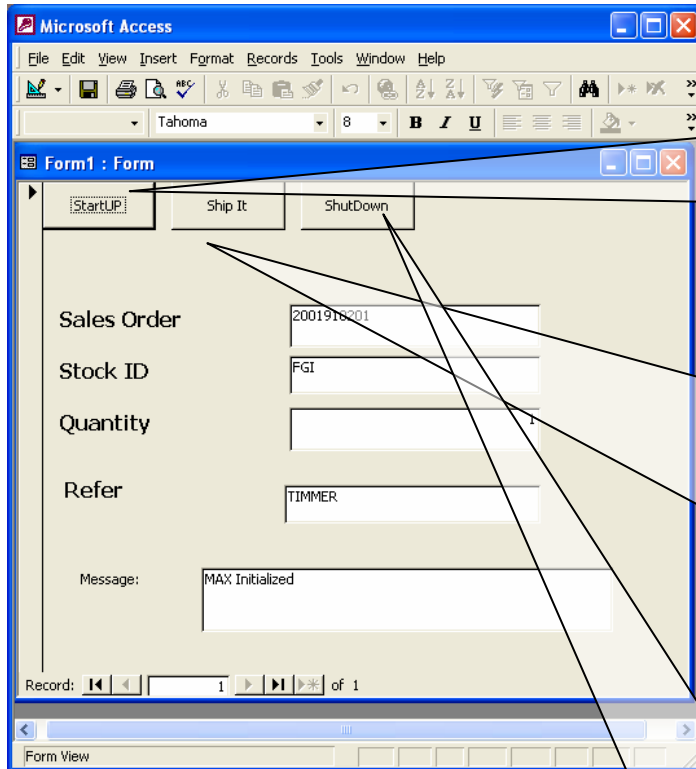 Microsoft Access
File Edit View Insert Format Records Tools Window Help
Tahoma 8 B I U
Form1 : Form
StartUP Ship It ShutDown
Sales Order 2001910201
Stock ID FGI
Quantity 1
Refer TIMMER
Message: MAX Initialized
Record: 1 of 1
Form View